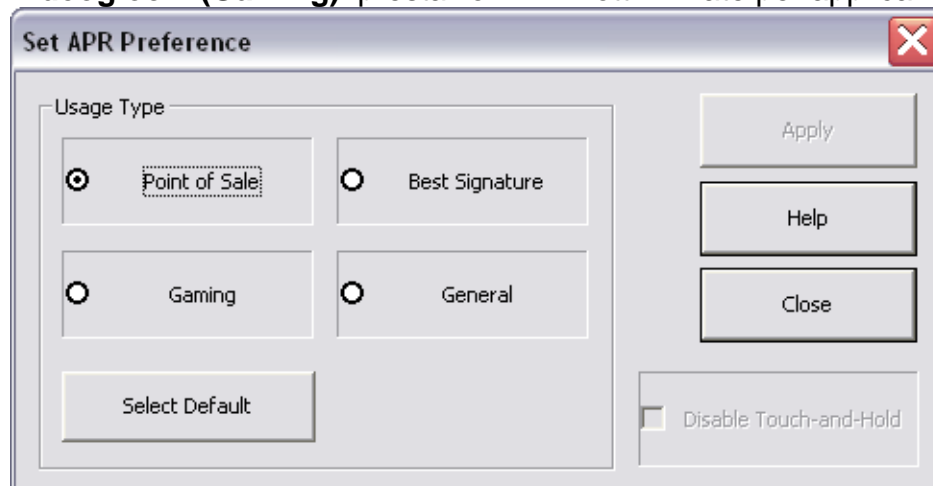 Set APR Preference
Usage Type
Point of Sale
Best Signature
Gaming
General
Select Default
Apply
Help
Close
Disable Touch-and-Hold